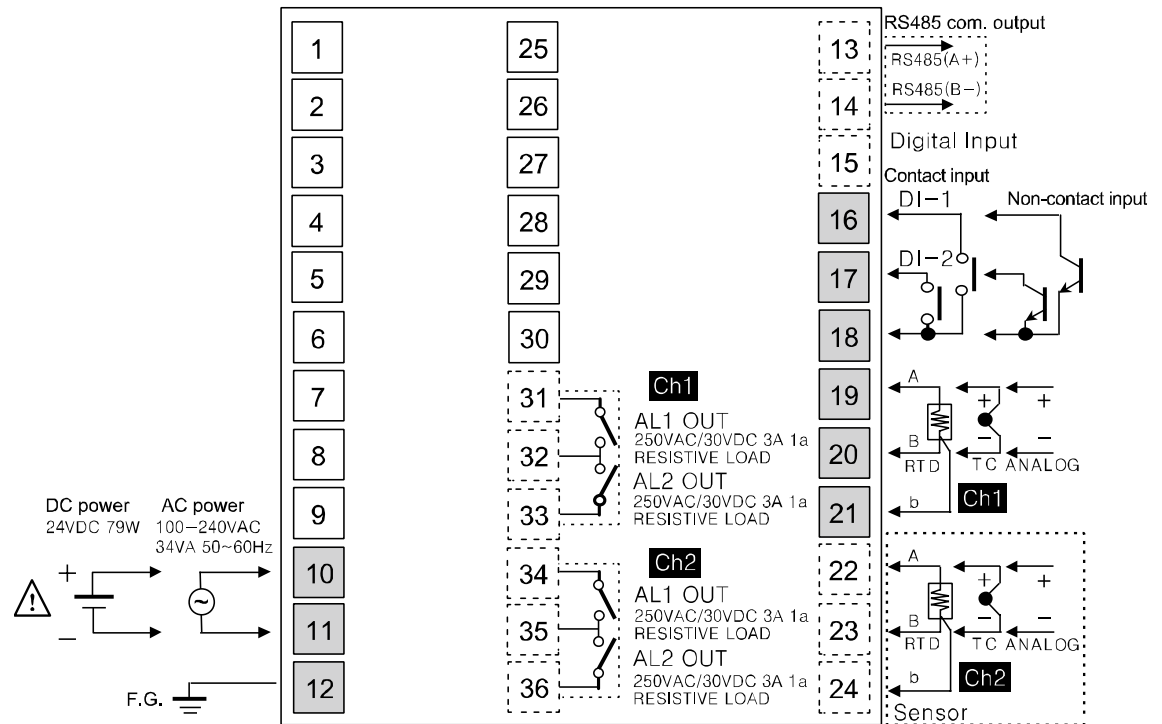 1
2
3
4
5
6
7
8
9
10
11
12
DC power
24VDC 79W
AC power
100-240VAC
34VA 50~60Hz
+
−
F.G.
25
26
27
28
29
30
31
32
33
34
35
36
Ch1
AL1 OUT
250VAC/30VDC 3A 1a
RESISTIVE LOAD
AL2 OUT
250VAC/30VDC 3A 1a
RESISTIVE LOAD
Ch2
AL1 OUT
250VAC/30VDC 3A 1a
RESISTIVE LOAD
AL2 OUT
250VAC/30VDC 3A 1a
RESISTIVE LOAD
13
14
15
16
17
18
19
20
21
22
23
24
RS485 com. output
RS485(A+)
RS485(B−)
Digital Input
Contact input
Non-contact input
DI-1
DI-2
A
+ +
B − −
RTD TC ANALOG
b
Ch1
A
+ +
B − −
RTD TC ANALOG
b
Ch2
Sensor